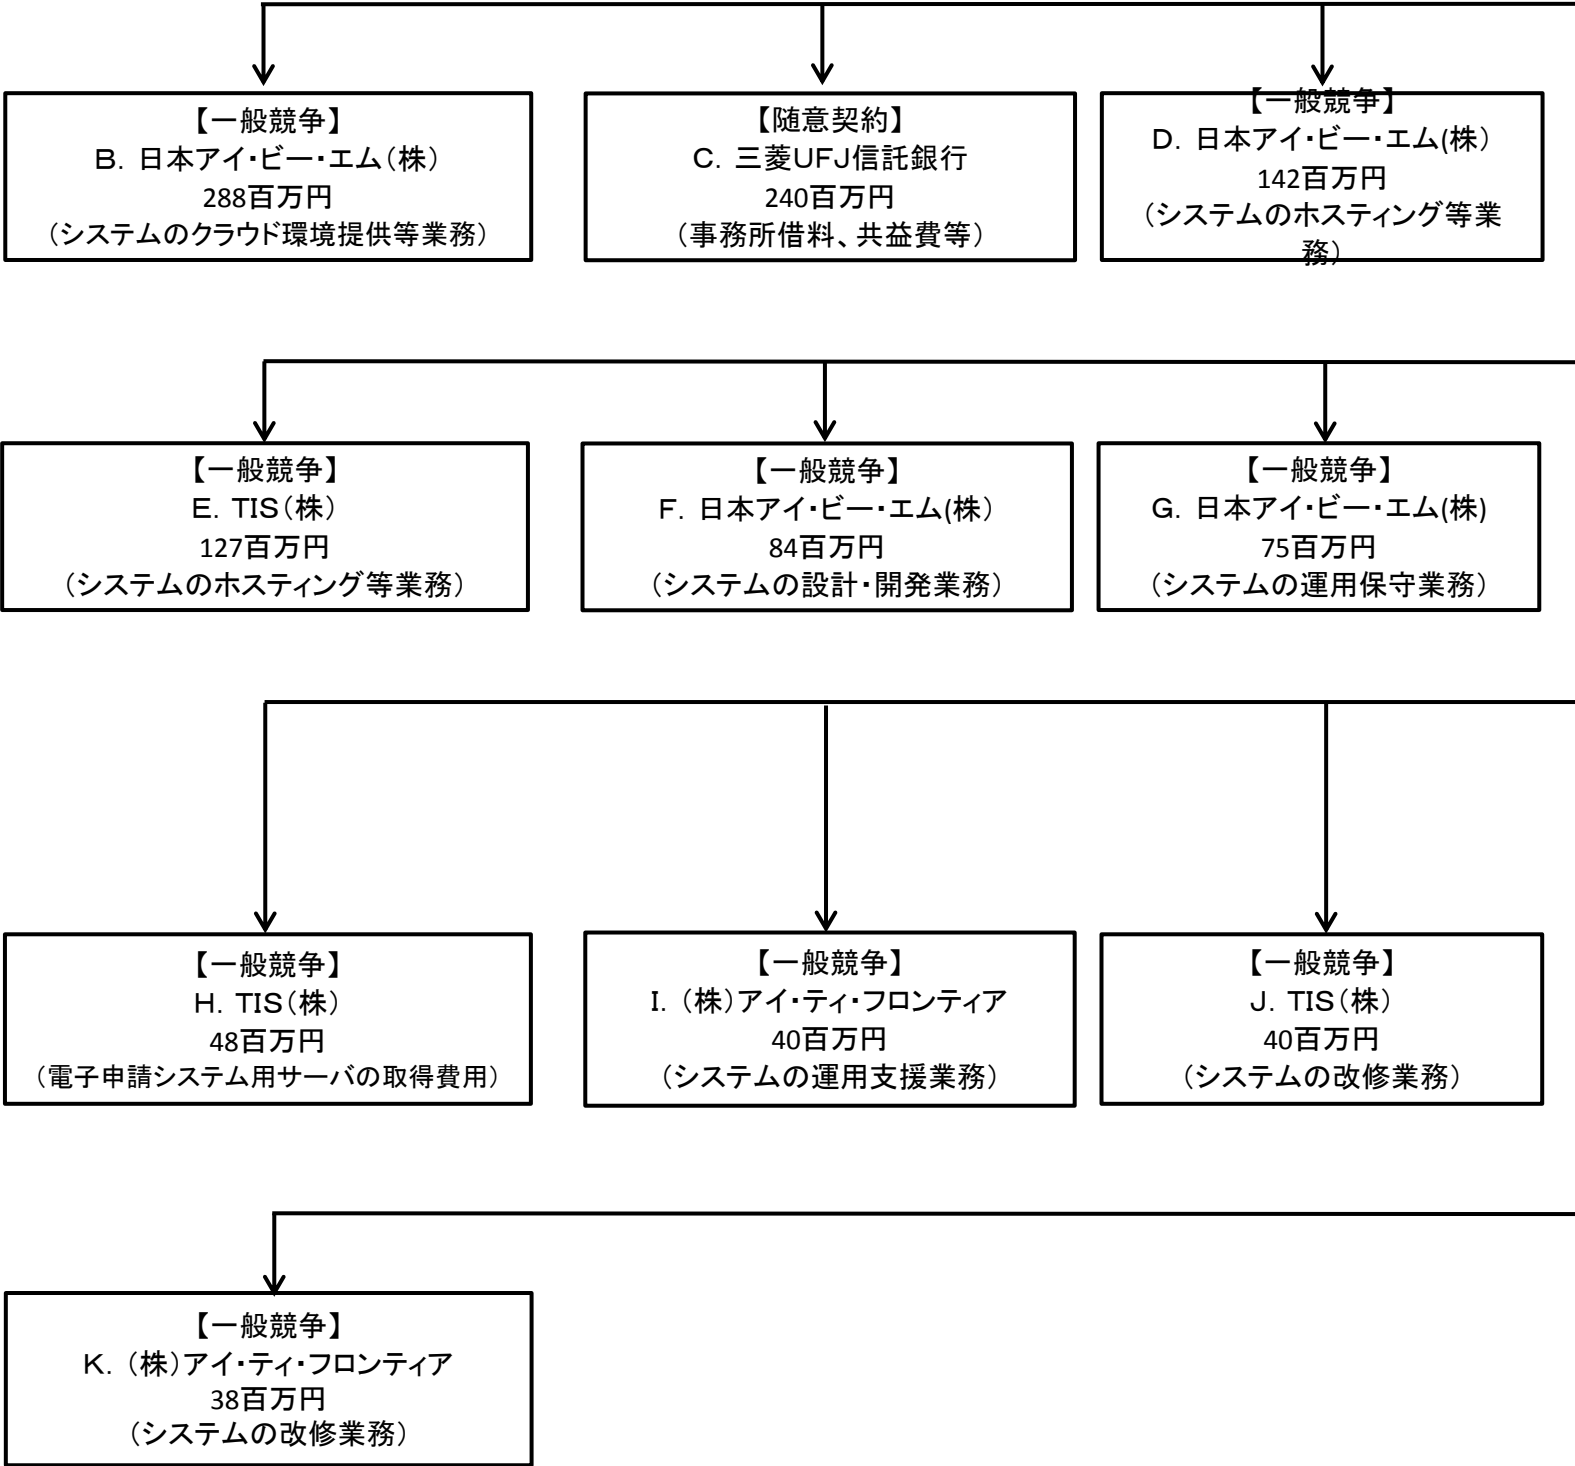 【一般競争】
B．日本アイ・ビー・エム（株）
288百万円
（システムのクラウド環境提供等業務）
【随意契約】
C．三菱UFJ信託銀行
240百万円
（事務所借料、共益費等）
【一般競争】
D．日本アイ・ビー・エム(株）
142百万円
（システムのホスティング等業
務）
【一般競争】
E．TIS（株）
127百万円
（システムのホスティング等業務）
【一般競争】
F．日本アイ・ビー・エム(株）
84百万円
（システムの設計・開発業務）
【一般競争】
G．日本アイ・ビー・エム(株)
75百万円
（システムの運用保守業務）
【一般競争】
H．TIS（株）
48百万円
（電子申請システム用サーバの取得費用）
【一般競争】
I．（株）アイ・ティ・フロンティア
40百万円
（システムの運用支援業務）
【一般競争】
J．TIS（株）
40百万円
（システムの改修業務）
【一般競争】
K．（株）アイ・ティ・フロンティア
38百万円
（システムの改修業務）